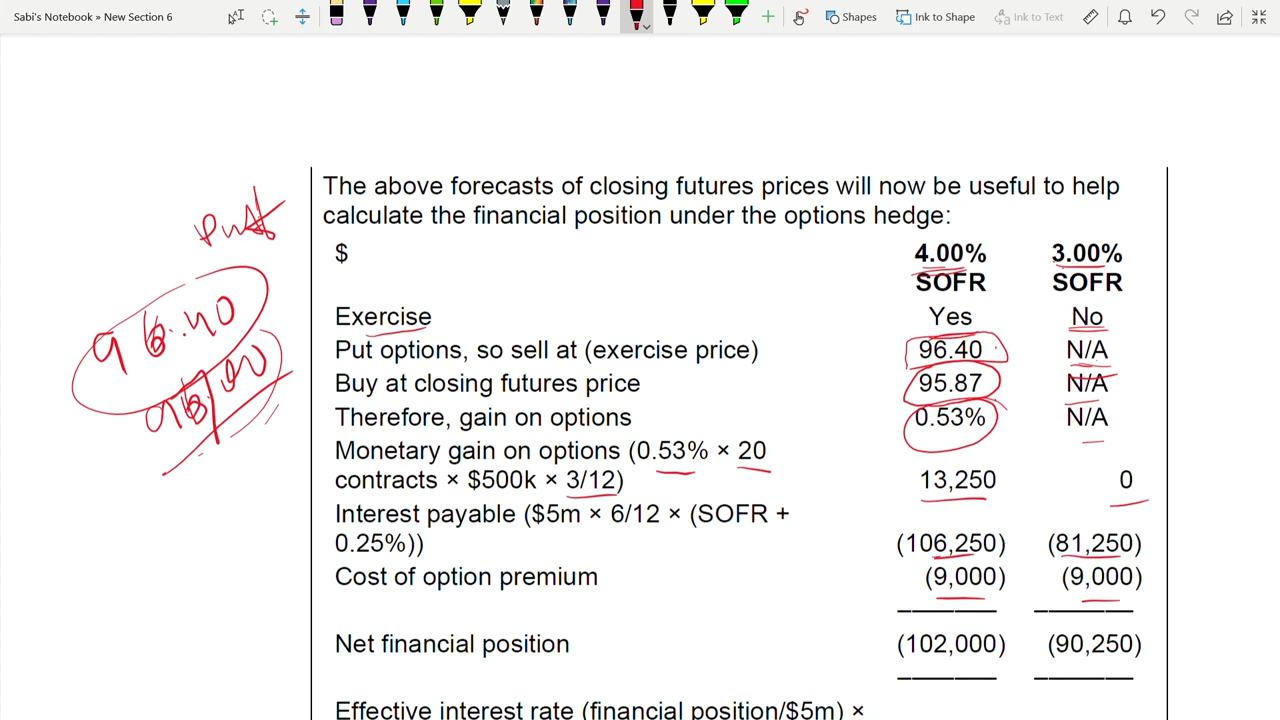 Sabi's Notebook » New Section 6
Shapes Ink to Shape Ink to Text
The above forecasts of closing futures prices will now be useful to help
calculate the financial position under the options hedge:
$ 4.00% 3.00%
SOFR SOFR
Exercise Yes No
Put options, so sell at (exercise price) 96.40 N/A
Buy at closing futures price 95.87 N/A
Therefore, gain on options 0.53% N/A
Monetary gain on options (0.53% × 20
contracts × $500k × 3/12) 13,250 0
Interest payable ($5m × 6/12 × (SOFR +
0.25%)) (106,250) (81,250)
Cost of option premium (9,000) (9,000)
Net financial position (102,000) (90,250)
Effective interest rate (financial position/$5m) ×
Put
96.40